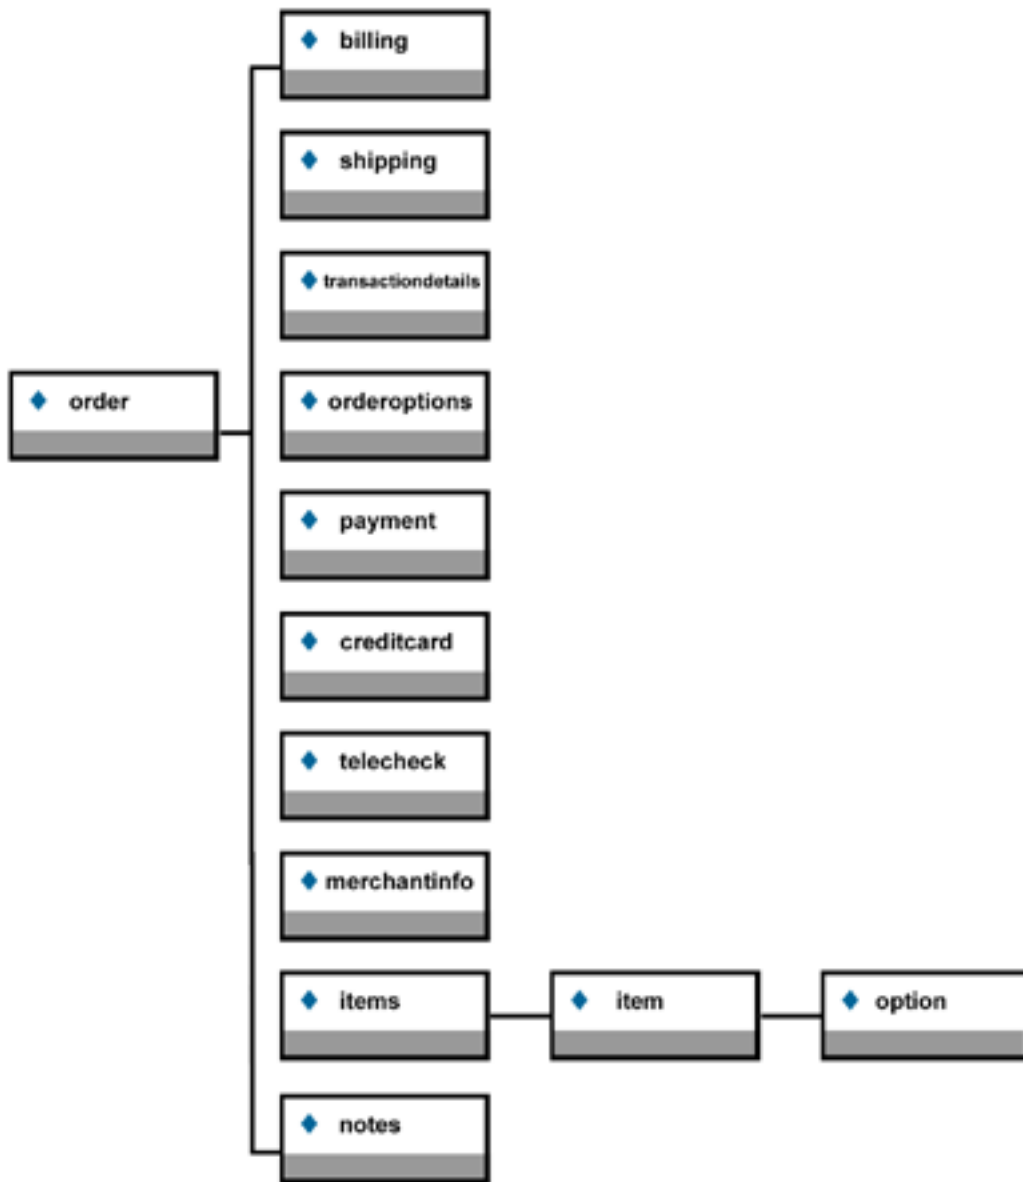 billing
shipping
transactiondetails
order
orderoptions
payment
creditcard
telecheck
merchantinfo
items
item
option
notes